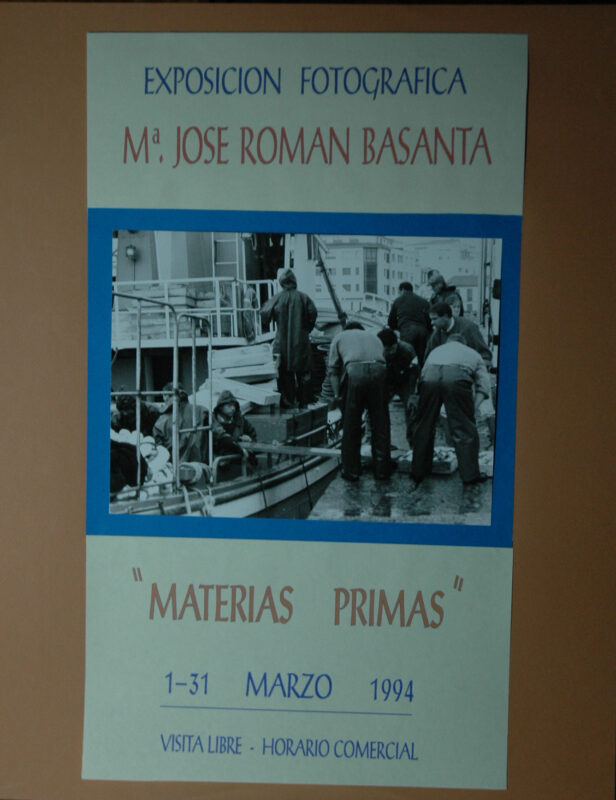 EXPOSICION FOTOGRAFICA
Mª. JOSE ROMAN BASANTA
"MATERIAS PRIMAS"
1-31 MARZO 1994
VISITA LIBRE - HORARIO COMERCIAL